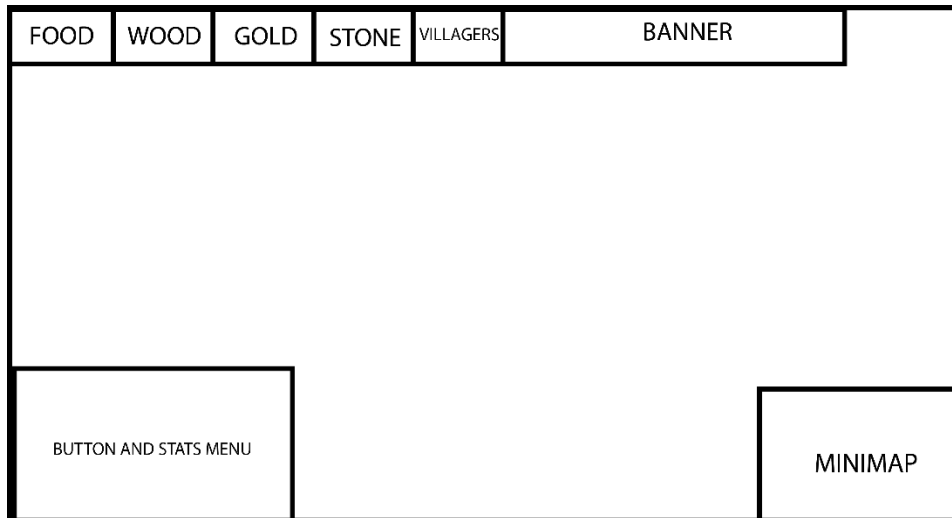 FOOD WOOD GOLD STONE VILLAGERS BANNER
BUTTON AND STATS MENU
MINIMAP